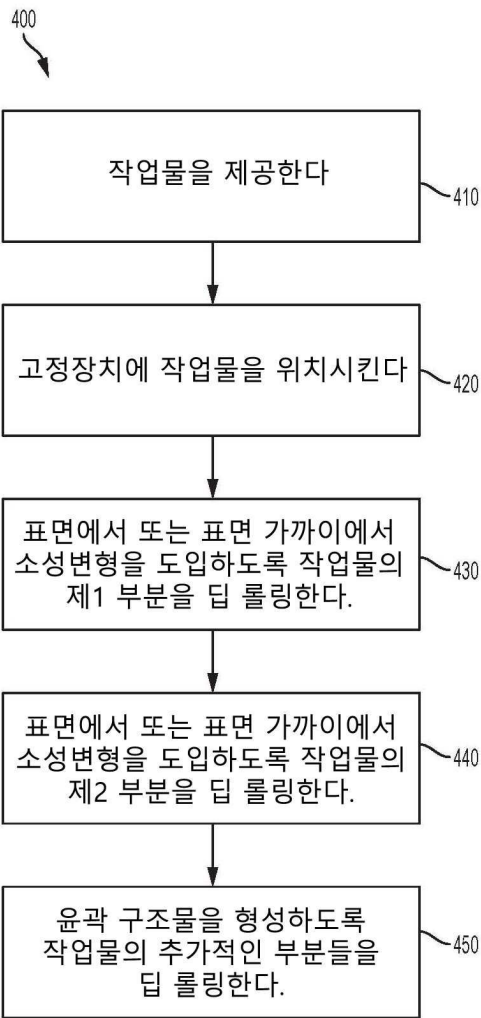 400
작업물을 제공한다
410
고정장치에 작업물을 위치시킨다
420
표면에서 또는 표면 가까이에서
소성변형을 도입하도록 작업물의
제1 부분을 딥 롤링한다.
430
표면에서 또는 표면 가까이에서
소성변형을 도입하도록 작업물의
제2 부분을 딥 롤링한다.
440
윤곽 구조물을 형성하도록
작업물의 추가적인 부분들을
딥 롤링한다.
450